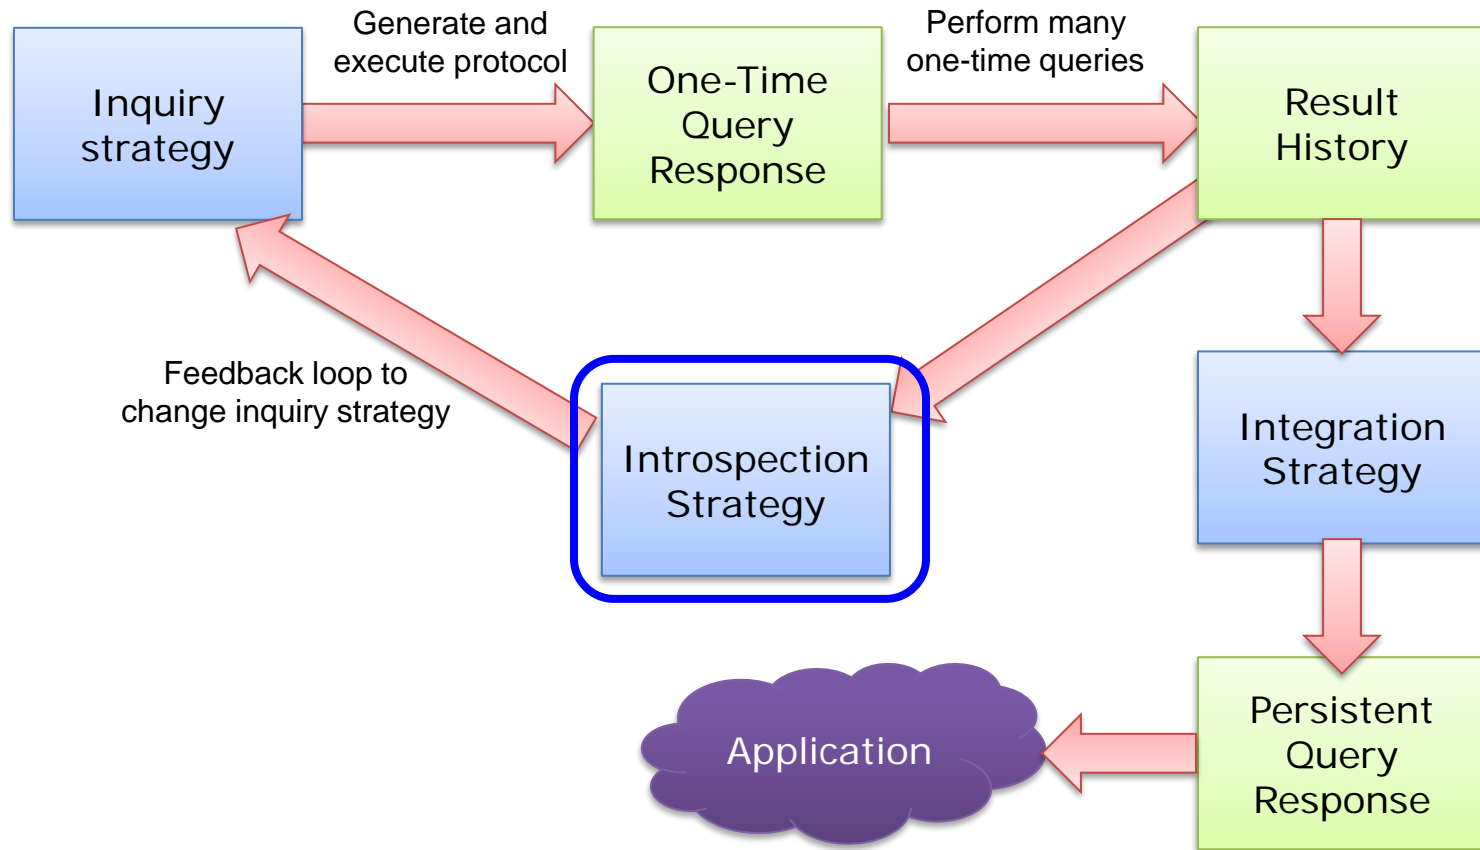 Generate and
execute protocol
Perform many
one-time queries
Inquiry
strategy
One-Time
Query
Response
Result
History
Feedback loop to
change inquiry strategy
Introspection
Strategy
Integration
Strategy
Application
Persistent
Query
Response